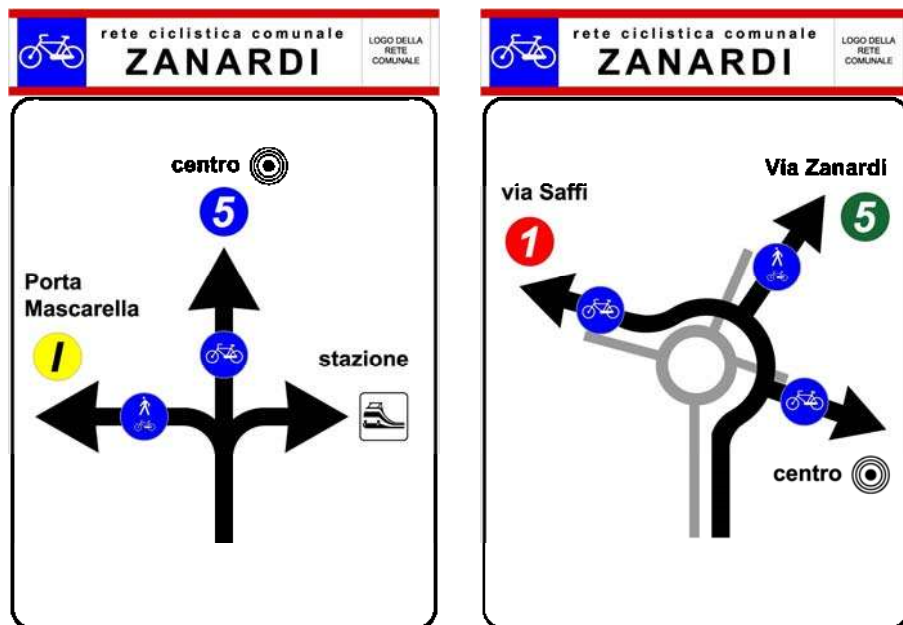 rete ciclistica comunale
ZANARDI
LOGO DELLA
RETE
COMUNALE
centro
5
Porta
Mascarella
I
stazione
rete ciclistica comunale
ZANARDI
LOGO DELLA
RETE
COMUNALE
Via Zanardi
5
via Saffi
1
centro